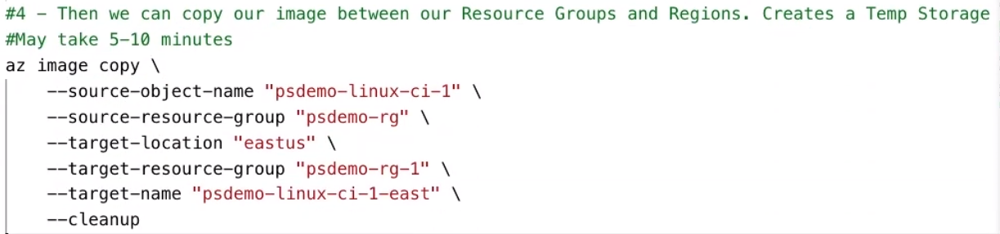 #4 – Then we can copy our image between our Resource Groups and Regions. Creates a Temp Storage
#May take 5–10 minutes
az image copy \
--source-object-name "psdemo-linux-ci-1" \
--source-resource-group "psdemo-rg" \
--target-location "eastus" \
--target-resource-group "psdemo-rg-1" \
--target-name "psdemo-linux-ci-1-east" \
--cleanup